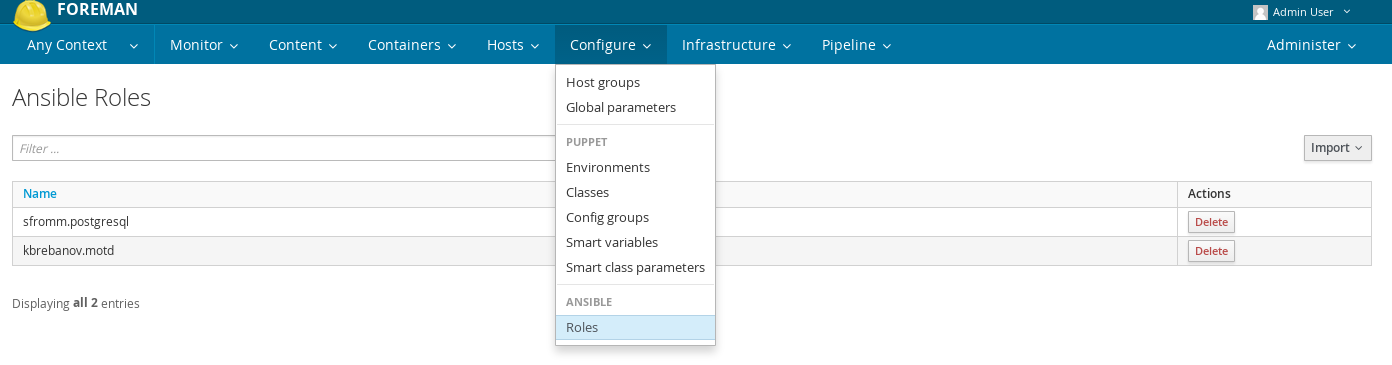 FOREMAN
Admin User
Any Context Monitor Content Containers Hosts Configure Infrastructure Pipeline Administer
Host groups
Global parameters
PUPPET
Environments
Classes
Config groups
Smart variables
Smart class parameters
ANSIBLE
Roles
Ansible Roles
Filter ...
Import
Name Actions
sfromm.postgresql Delete
kbrebanov.motd Delete
Displaying all 2 entries